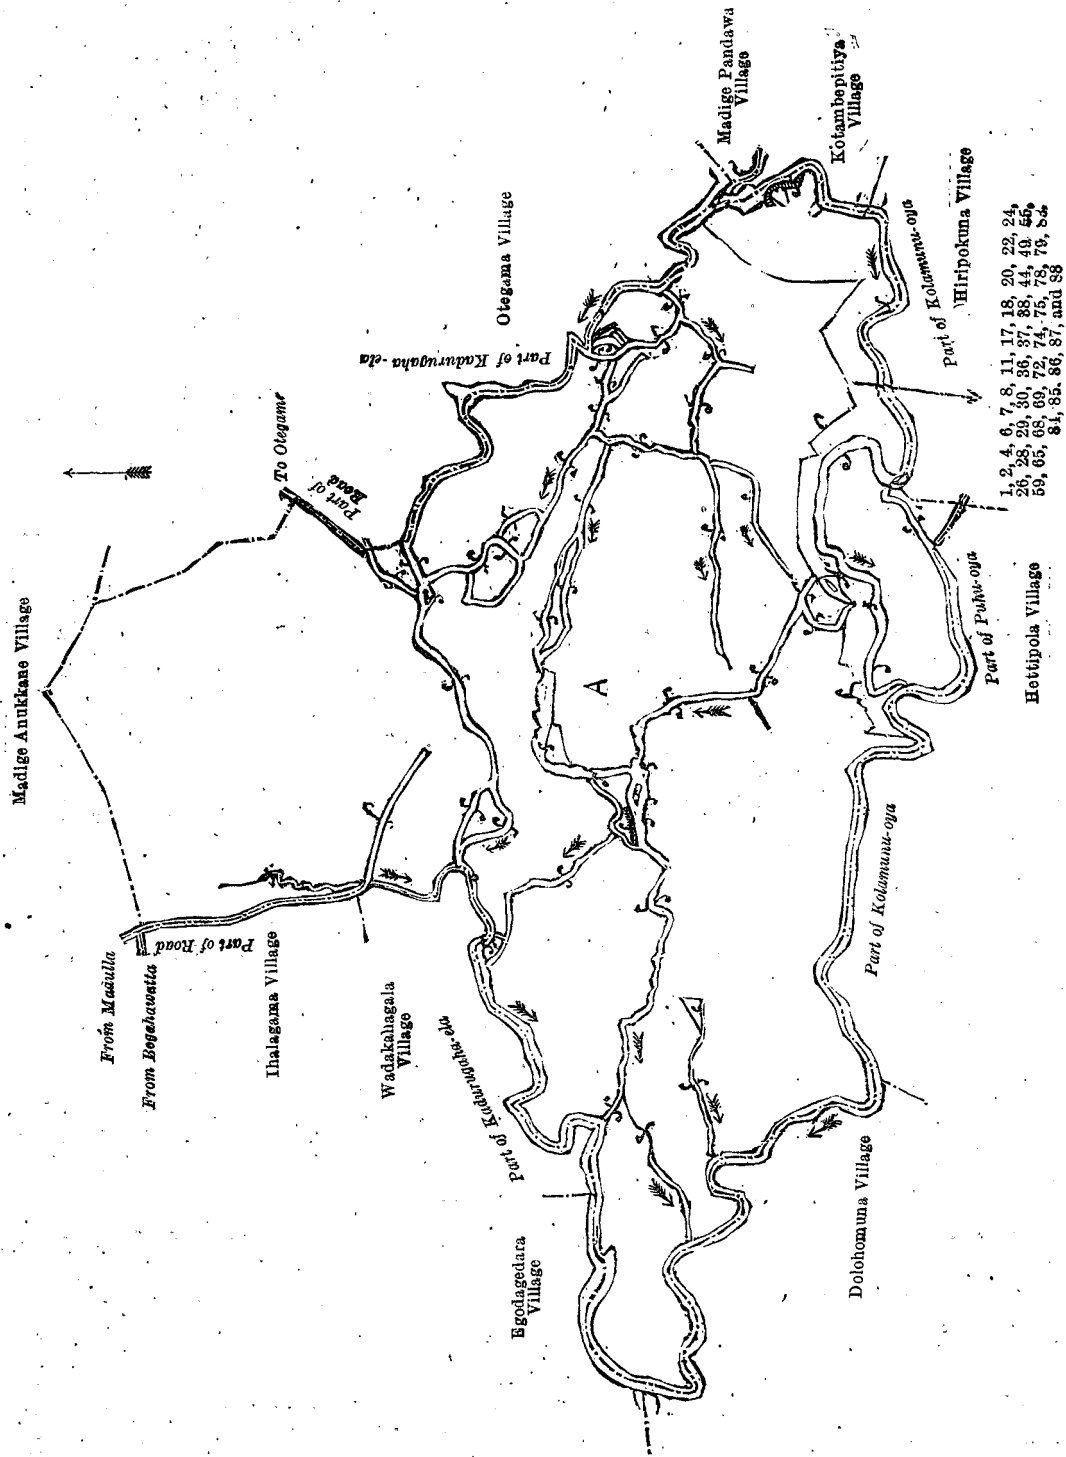 Madige Anukkane Village
From Madulla
From Bogahawatta
Part of Road
Ihalagama Village
Wadakahagala
Village
Part of Kadurugaha-ela
Egodagedara
Village
To Otegama
Part of
Road
Part of Kadurugaha-ela
Otegama Village
Madige Pandawa
Village
Kotambepitiya
Village
A
Part of Kolamunu-oya
Hiripokuna Village
Part of Puhu-oya
Hettipola Village
Part of Kolamunu-oya
Dolohomuna Village
1, 2, 4, 6, 7, 8, 11, 17, 18, 20, 22, 24,
26, 28, 29, 30, 36, 37, 38, 44, 49, 55,
59, 65, 68, 69, 72, 74, 75, 78, 79,
84, 85, 86, 87, and 88